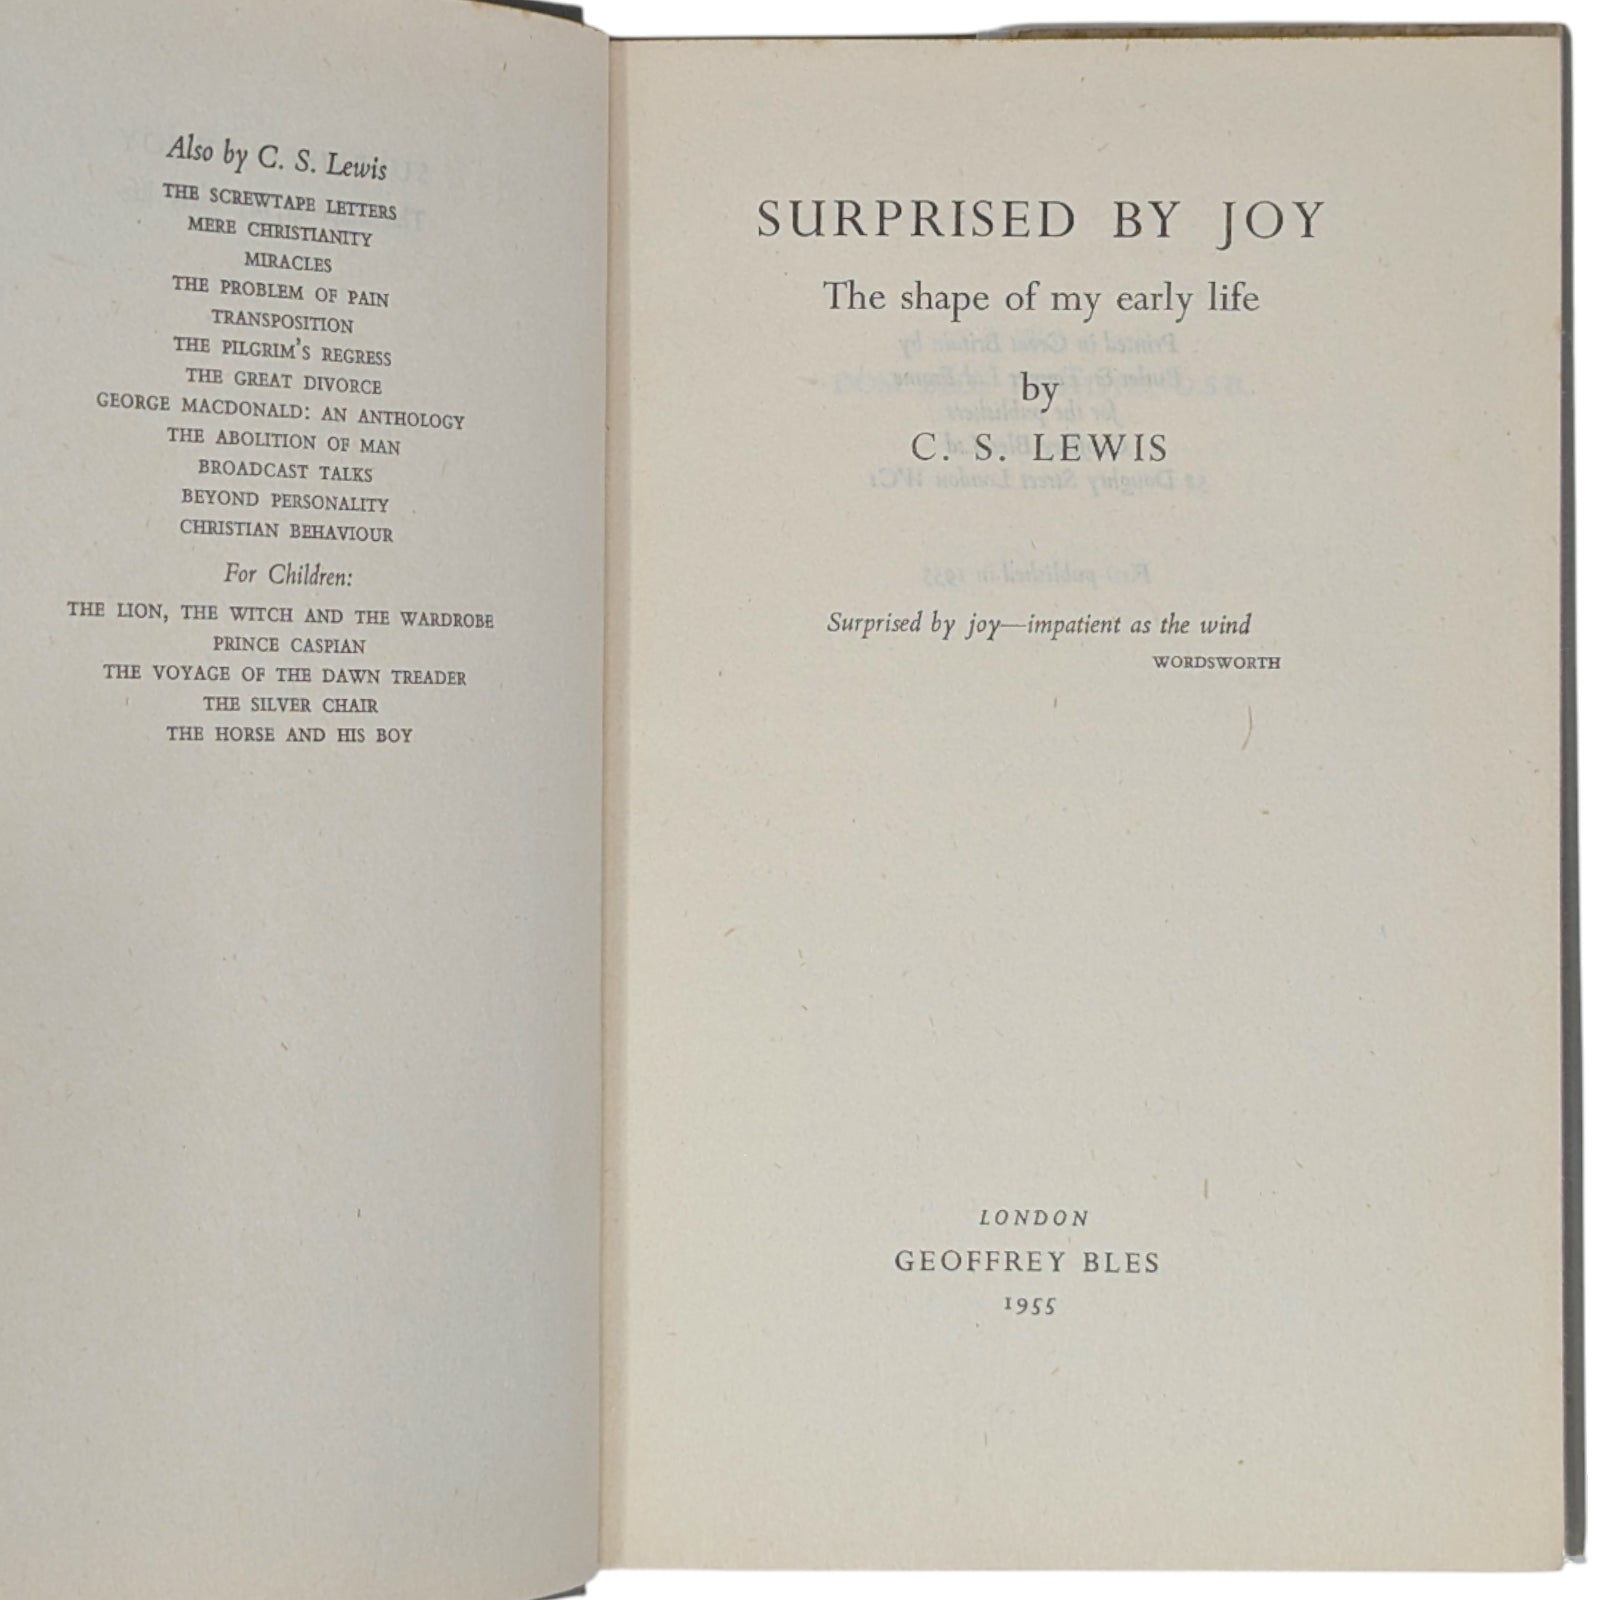 Also by C. S. Lewis
THE SCREWTAPE LETTERS
MERE CHRISTIANITY
MIRACLES
THE PROBLEM OF PAIN
TRANSPOSITION
THE PILGRIM'S REGRESS
THE GREAT DIVORCE
GEORGE MACDONALD: AN ANTHOLOGY
THE ABOLITION OF MAN
BROADCAST TALKS
BEYOND PERSONALITY
CHRISTIAN BEHAVIOUR
For Children:
THE LION, THE WITCH AND THE WARDROBE
PRINCE CASPIAN
THE VOYAGE OF THE DAWN TREADER
THE SILVER CHAIR
THE HORSE AND HIS BOY
SURPRISED BY JOY
The shape of my early life
by
C. S. LEWIS
Surprised by joy—impatient as the wind
WORDSWORTH
LONDON
GEOFFREY BLES
1955